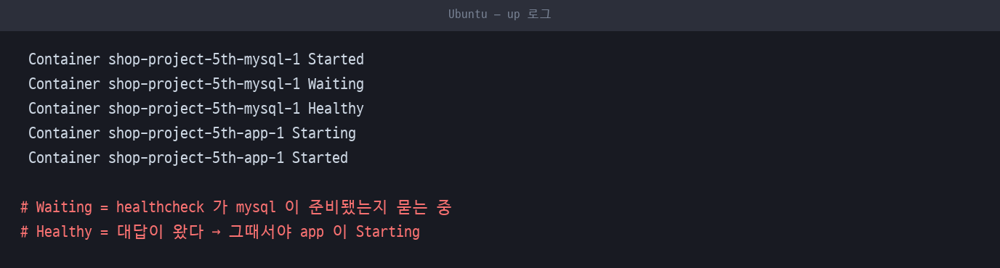 Ubuntu — up 로그
Container shop-project-5th-mysql-1 Started
Container shop-project-5th-mysql-1 Waiting
Container shop-project-5th-mysql-1 Healthy
Container shop-project-5th-app-1 Starting
Container shop-project-5th-app-1 Started
# Waiting = healthcheck 가 mysql 이 준비됐는지 묻는 중
# Healthy = 대답이 왔다 → 그때서야 app 이 Starting